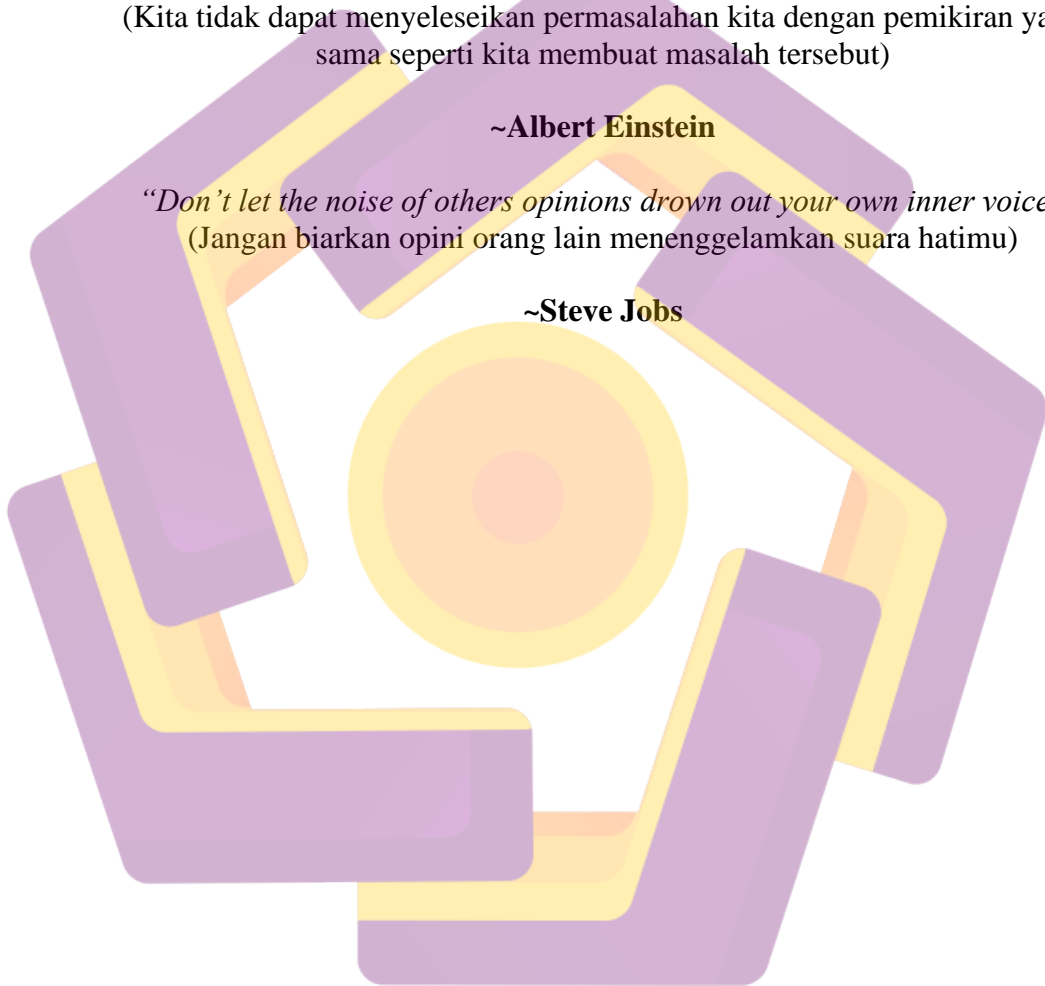 (Kita tidak dapat menyeleseikan permasalahan kita dengan pemikiran ya
sama seperti kita membuat masalah tersebut)
~Albert Einstein
“Don’t let the noise of others opinions drown out your own inner voice
(Jangan biarkan opini orang lain menenggelamkan suara hatimu)
~Steve Jobs